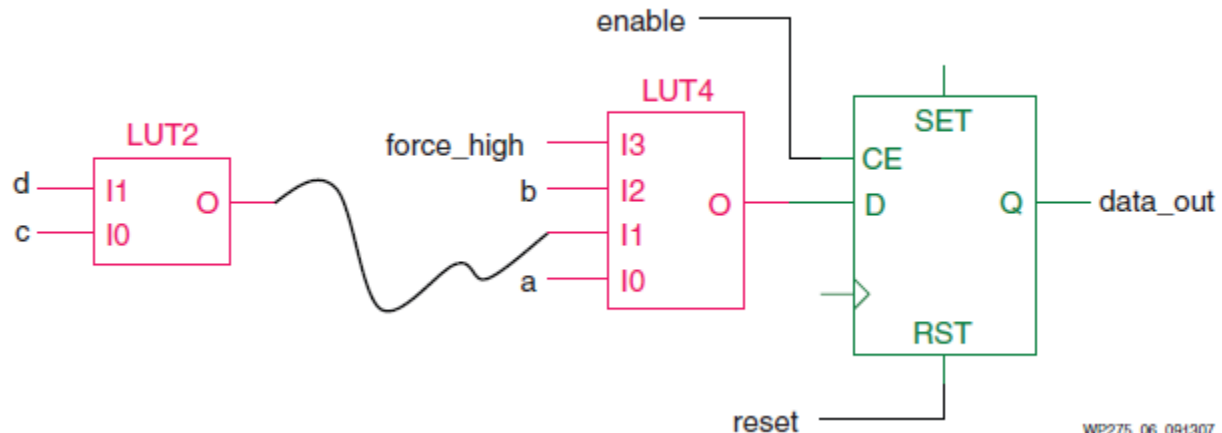 enable
LUT4
SET
LUT2
force_high
I3
CE
d
I1
b
I2
O
O
D
Q
data_out
c
I0
I1
a
I0
RST
reset
WP275_06_091307